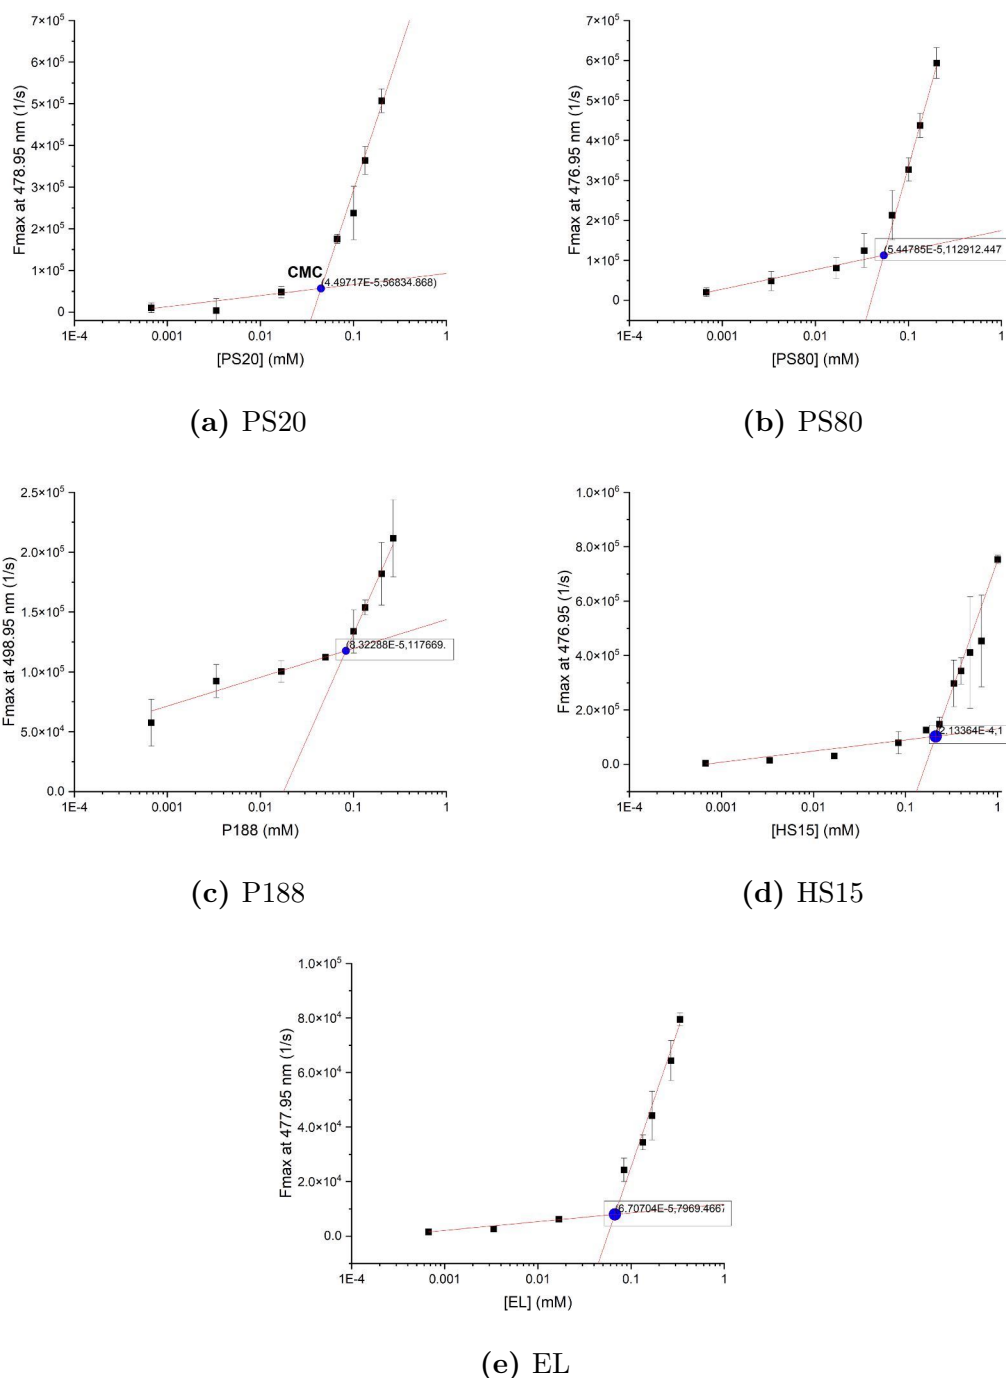 7×10⁵
6×10⁵
5×10⁵
4×10⁵
3×10⁵
2×10⁵
1×10⁵
0
Fmax at 478.95 nm (1/s)
CMC
(4.49717E-5,56834.868)
1E-4 0.001 0.01 0.1 1
[PS20] (mM)
(a) PS20
7×10⁵
6×10⁵
5×10⁵
4×10⁵
3×10⁵
2×10⁵
1×10⁵
0
Fmax at 476.95 nm (1/s)
(5.44785E-5,112912.447
1E-4 0.001 0.01 0.1 1
[PS80] (mM)
(b) PS80
2.5×10⁵
2.0×10⁵
1.5×10⁵
1.0×10⁵
5.0×10⁴
0.0
Fmax at 498.95 nm (1/s)
(8.32288E-5,117669.
1E-4 0.001 0.01 0.1 1
P188 (mM)
(c) P188
1.0×10⁶
8.0×10⁵
6.0×10⁵
4.0×10⁵
2.0×10⁵
0.0
Fmax at 476.95 (1/s)
(2.13364E-4,1
1E-4 0.001 0.01 0.1 1
[HS15] (mM)
(d) HS15
1.0×10⁵
8.0×10⁴
6.0×10⁴
4.0×10⁴
2.0×10⁴
0.0
Fmax at 477.95 nm (1/s)
(6.70704E-5,7969.4667
1E-4 0.001 0.01 0.1 1
[EL] (mM)
(e) EL